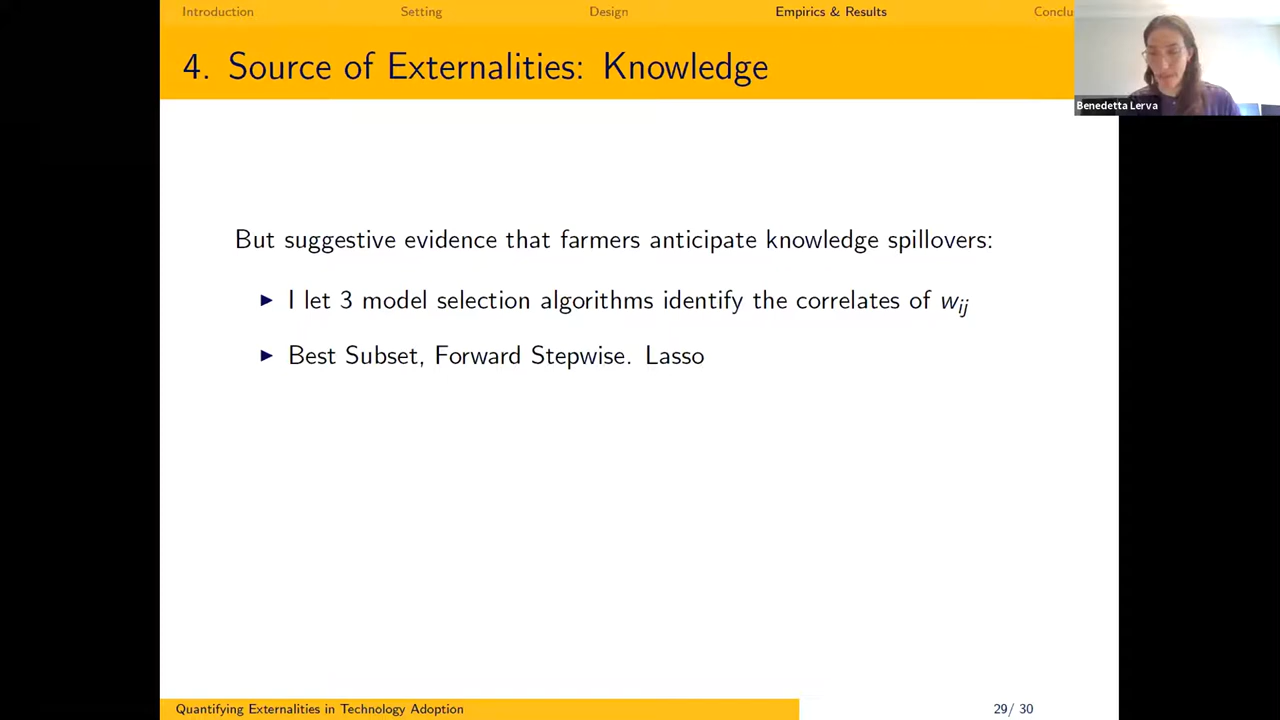 Introduction Setting Design Empirics & Results Conclu
4. Source of Externalities: Knowledge
Benedetta Lerva
But suggestive evidence that farmers anticipate knowledge spillovers:
▶ I let 3 model selection algorithms identify the correlates of w_ij
▶ Best Subset, Forward Stepwise. Lasso
Quantifying Externalities in Technology Adoption 29/ 30